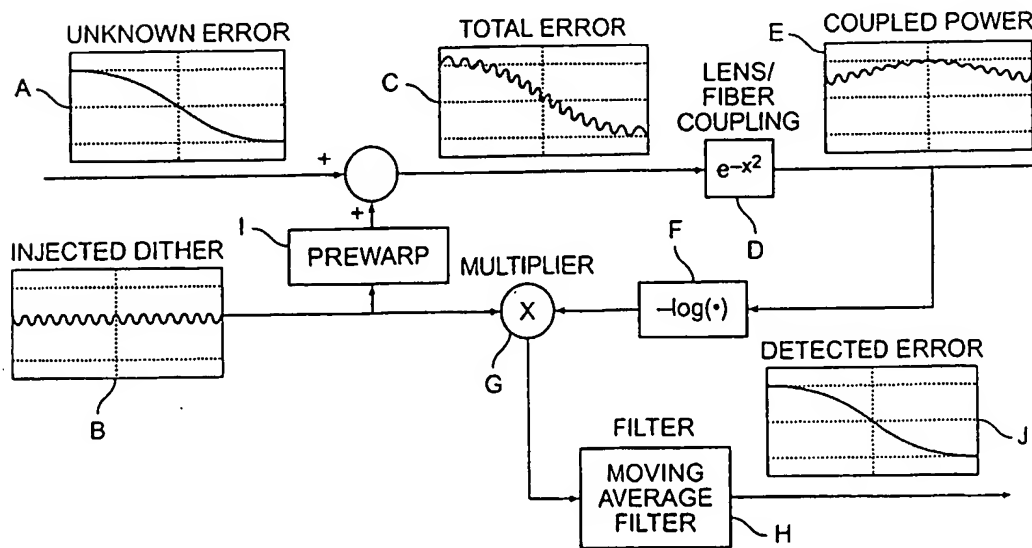 UNKNOWN ERROR
A
TOTAL ERROR
C
COUPLED POWER
E
LENS/
FIBER
COUPLING
e–x2
D
+
+
I
PREWARP
INJECTED DITHER
B
MULTIPLIER
X
G
F
–log(•)
DETECTED ERROR
J
FILTER
MOVING
AVERAGE
FILTER
H